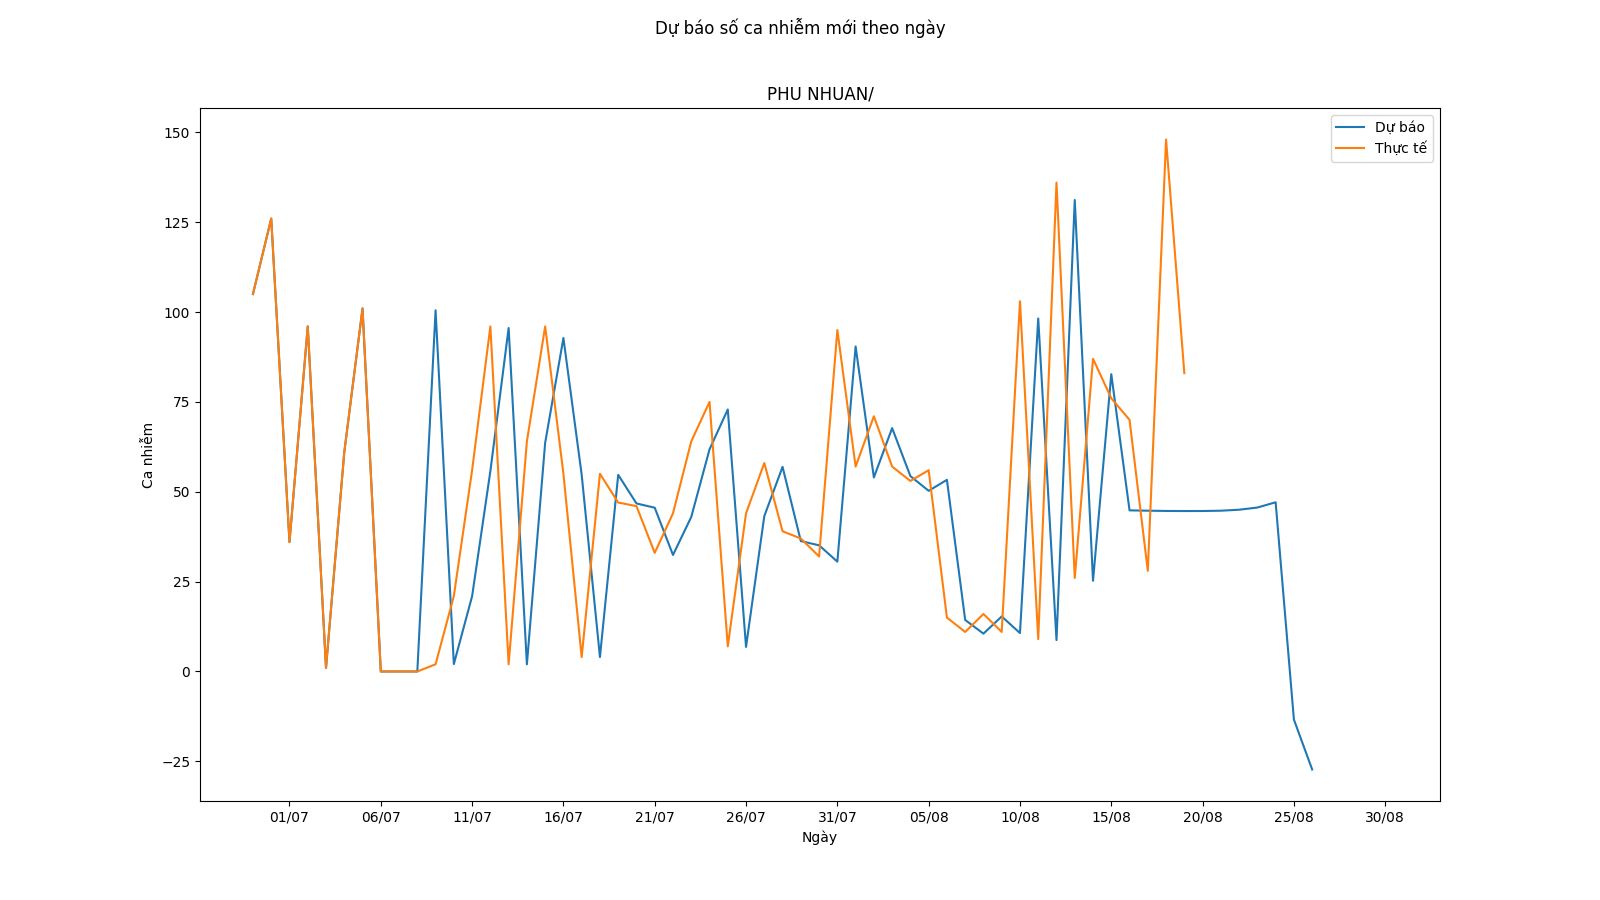 Dự báo số ca nhiễm mới theo ngày
PHU NHUAN/
Dự báo
Thực tế
150
125
100
75
50
25
0
−25
Ca nhiễm
01/07 06/07 11/07 16/07 21/07 26/07 31/07 05/08 10/08 15/08 20/08 25/08 30/08
Ngày